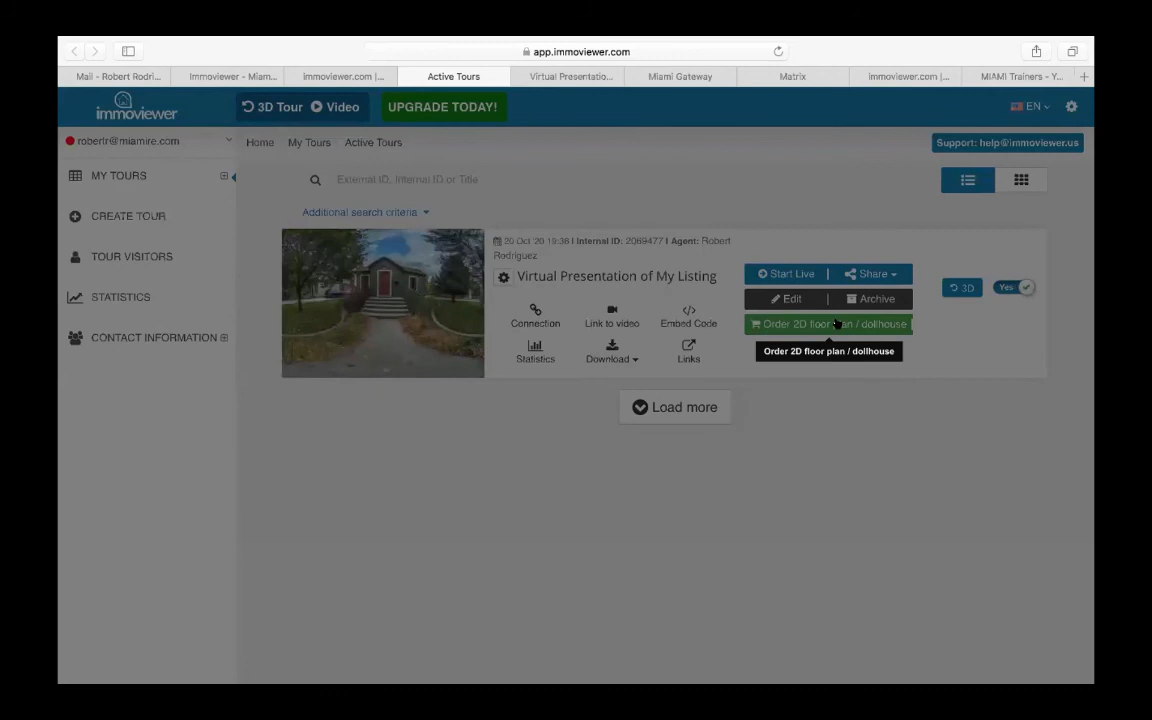 app.immoviewer.com
Mail - Robert Rodri...
Immoviewer - Miam...
immoviewer.com |...
Active Tours
Virtual Presentatio...
Miami Gateway
Matrix
immoviewer.com |...
MIAMI Trainers - Y...
immoviewer
3D Tour Video
UPGRADE TODAY!
EN
robertr@miamire.com
Home
My Tours
Active Tours
Support: help@immoviewer.us
MY TOURS
External ID, Internal ID or Title
CREATE TOUR
Additional search criteria
TOUR VISITORS
STATISTICS
CONTACT INFORMATION
20 Oct '20 19:36 | Internal ID: 2069477 | Agent: Robert
Rodriguez
Virtual Presentation of My Listing
Connection
Link to video
Embed Code
Statistics
Download
Links
Start Live | Share
Edit | Archive
Order 2D floor plan / dollhouse
Order 2D floor plan / dollhouse
3D
Yes
Load more